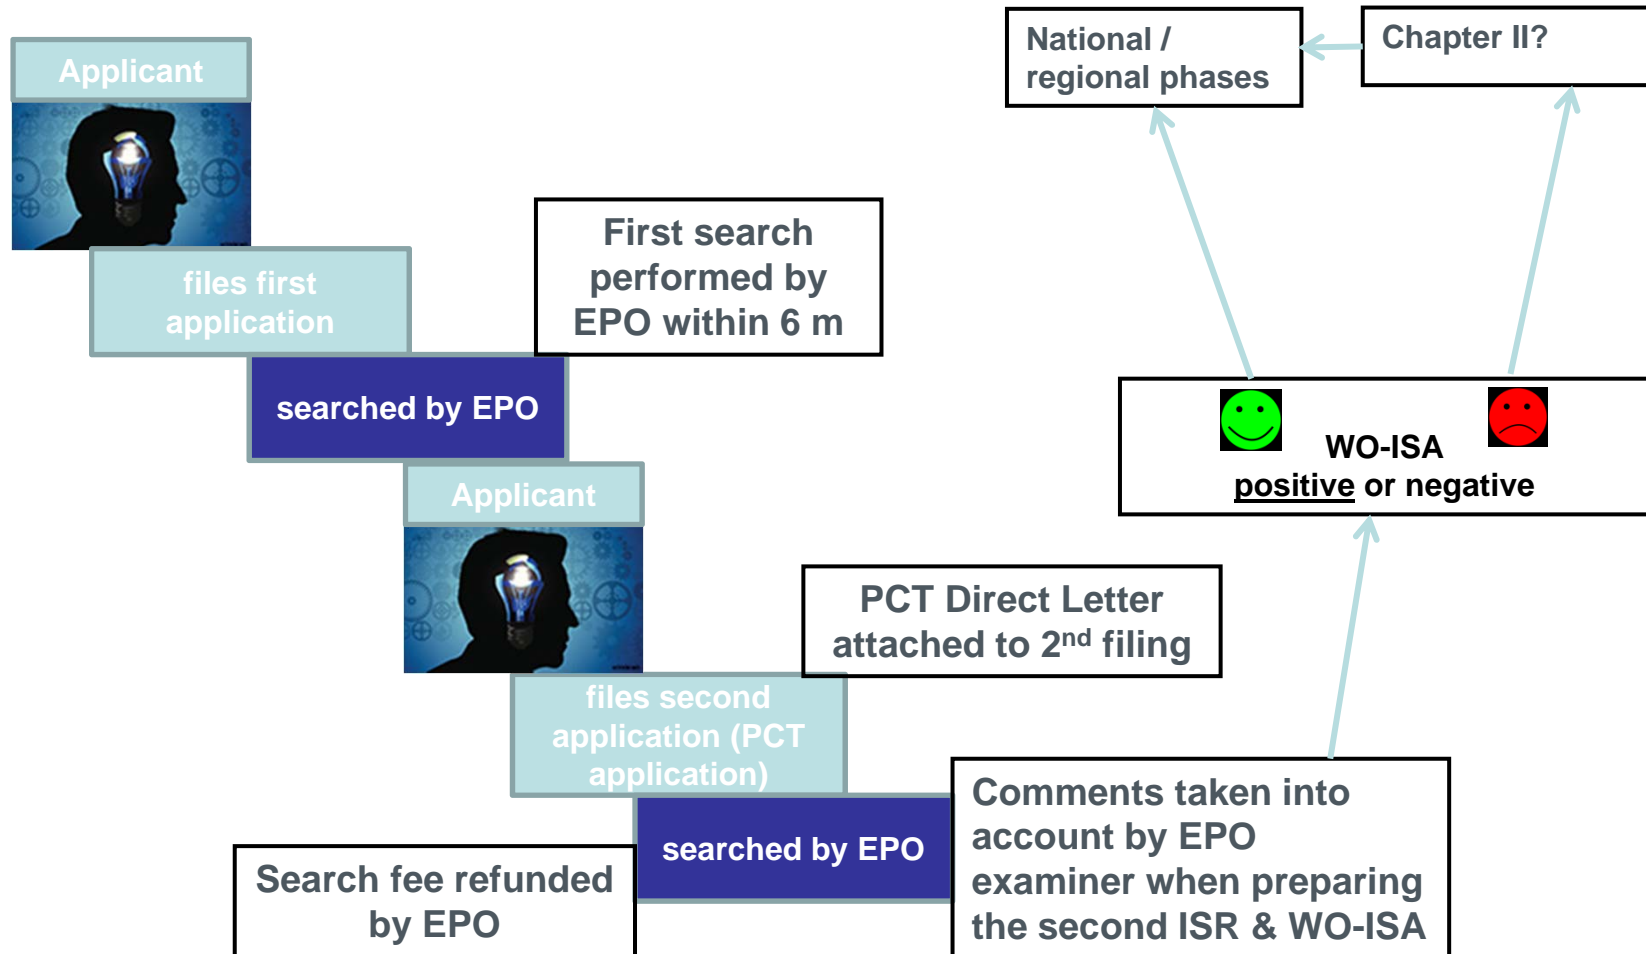 Applicant
files first
application
searched by EPO
First search
performed by
EPO within 6 m
Applicant
PCT Direct Letter
attached to 2nd filing
files second
application (PCT
application)
searched by EPO
Search fee refunded
by EPO
Comments taken into
account by EPO
examiner when preparing
the second ISR & WO-ISA
WO-ISA
positive or negative
National /
regional phases
Chapter II?